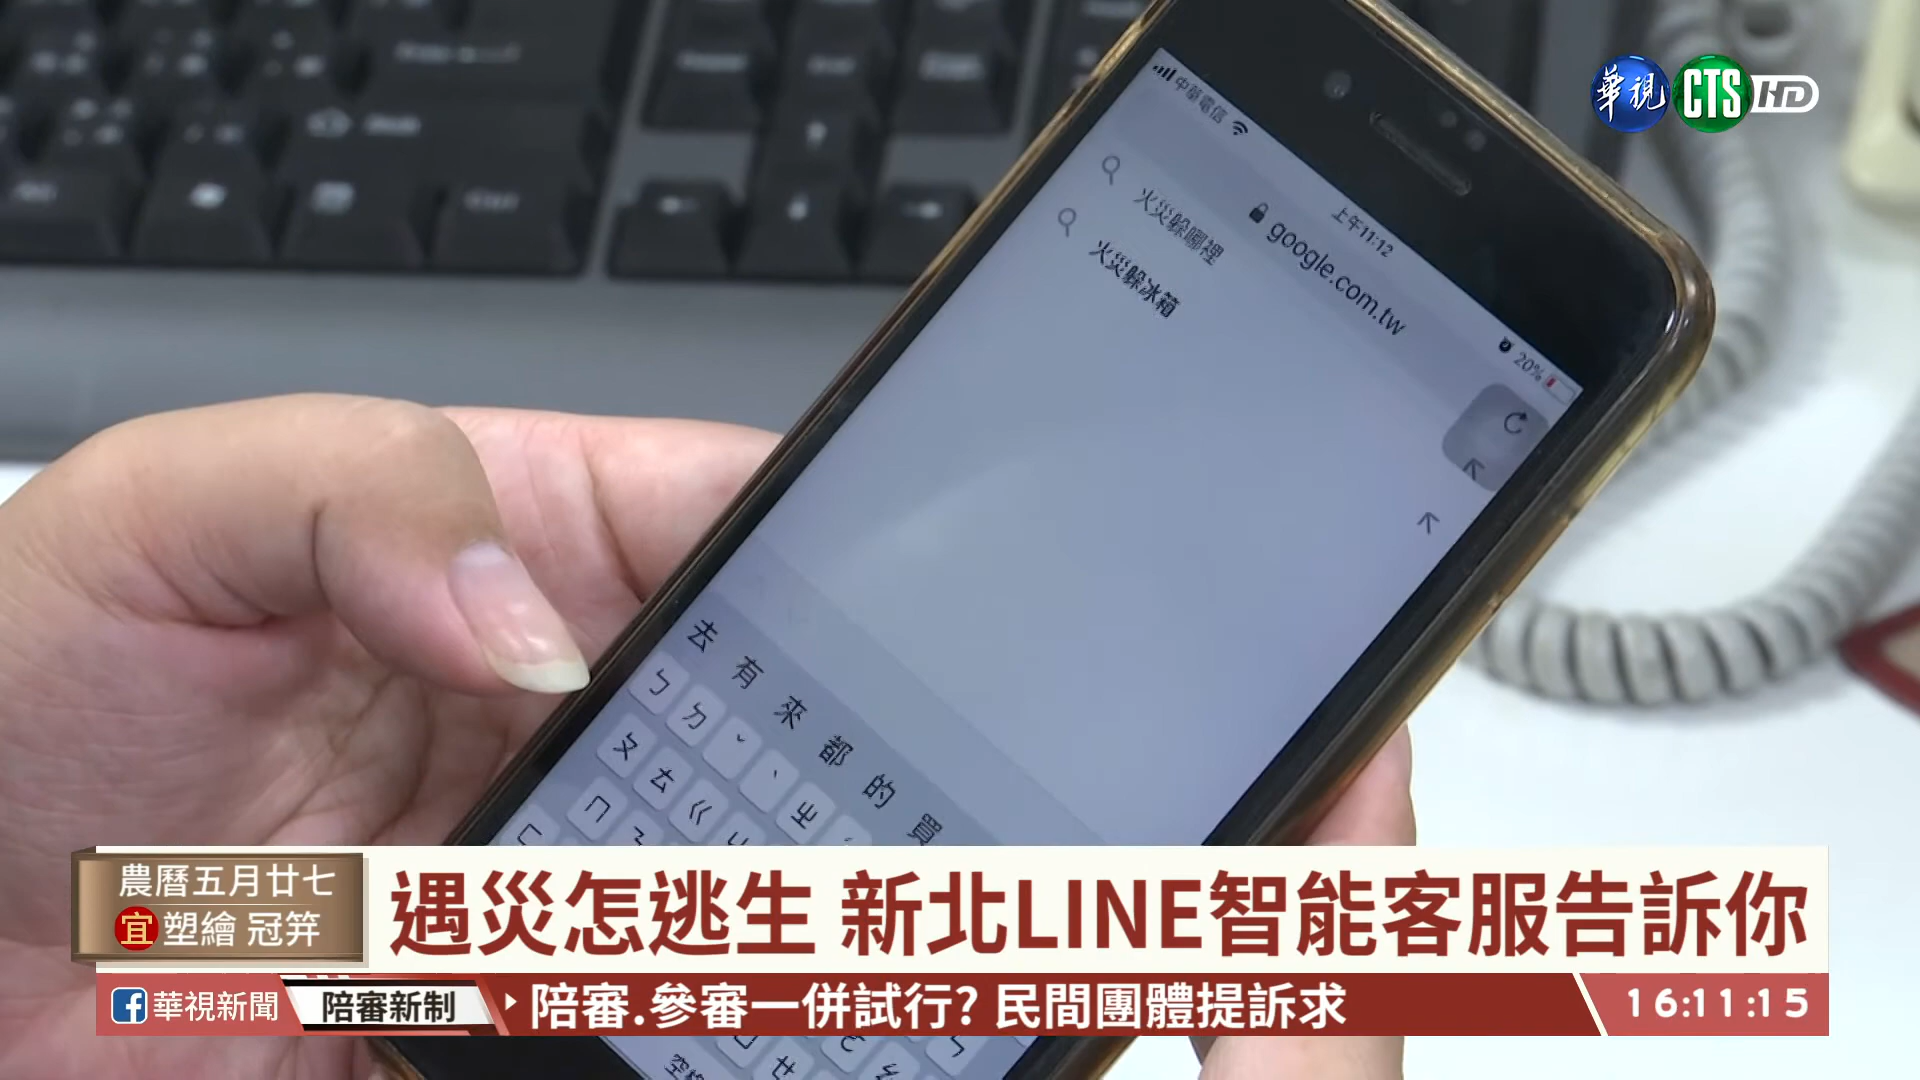 華視 CTS HD
中華電信
上午11:12
20%
google.com.tw
火災躲哪裡
火災躲冰箱
去 有 來 都 的 買
ㄅ ㄉ ˇ ˋ ㄓ
ㄆ ㄊ ㄍ ㄐ
ㄇ ㄋ
ㄈ
農曆五月廿七
宜 塑繪 冠笄
遇災怎逃生 新北LINE智能客服告訴你
華視新聞
陪審新制
陪審.參審一併試行? 民間團體提訴求
16:11:15